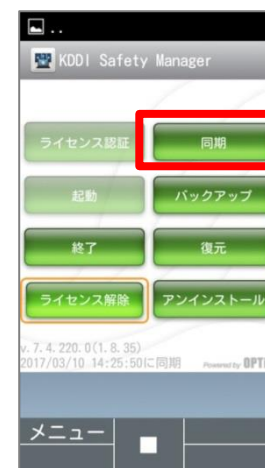 ..
KDDI Safety Manager
ライセンス認証 同期
起動 バックアップ
終了 復元
ライセンス解除 アンインストール
v.7.4.220.0(1.8.35)
2017/03/10 14:25:50に同期 Powered by OPTi
メニュー